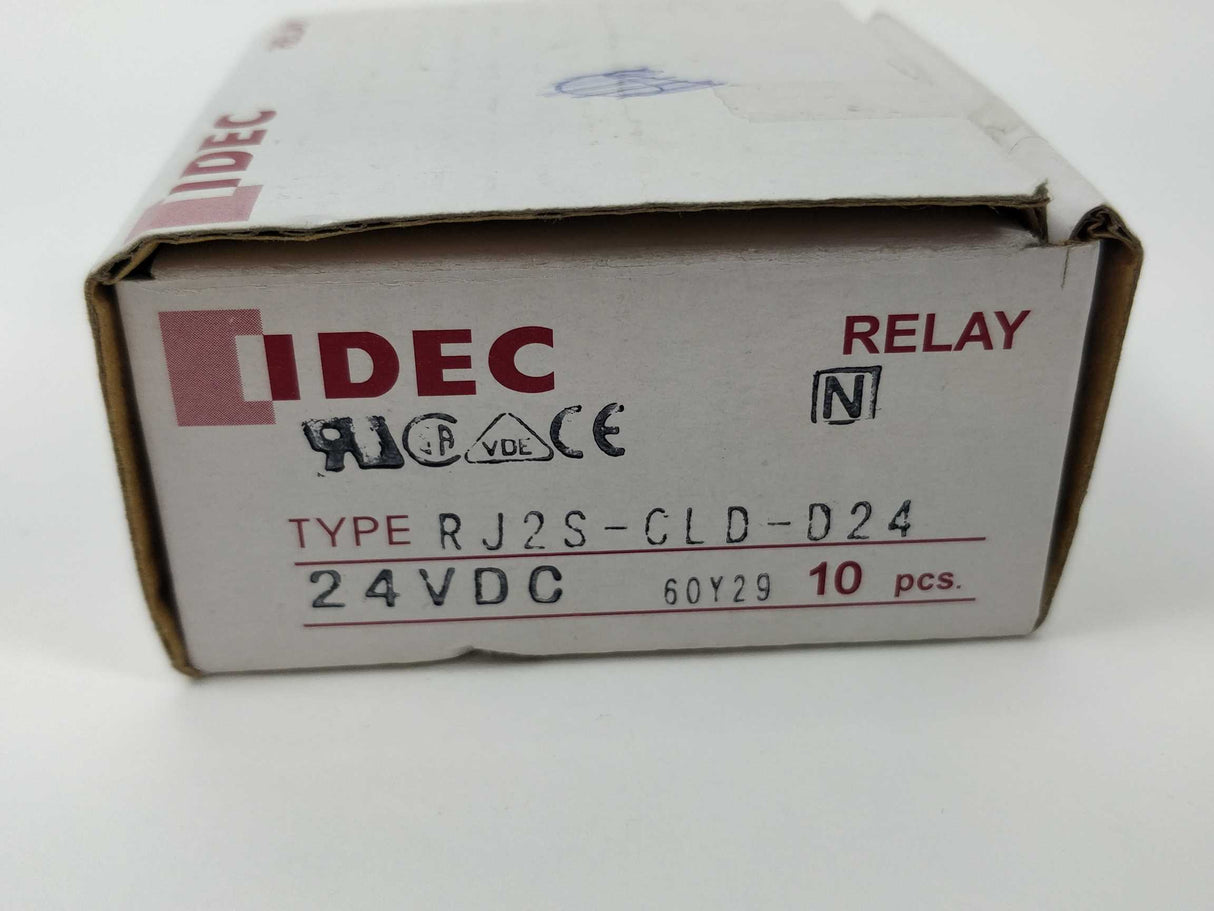 IDEC
IDEC
RELAY
N
VDE CE
TYPE RJ2S-CLD-D24
24VDC 60Y29 10 pcs.